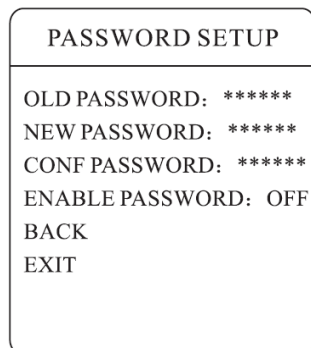 PASSWORD SETUP
OLD PASSWORD: ******
NEW PASSWORD: ******
CONF PASSWORD: ******
ENABLE PASSWORD: OFF
BACK
EXIT